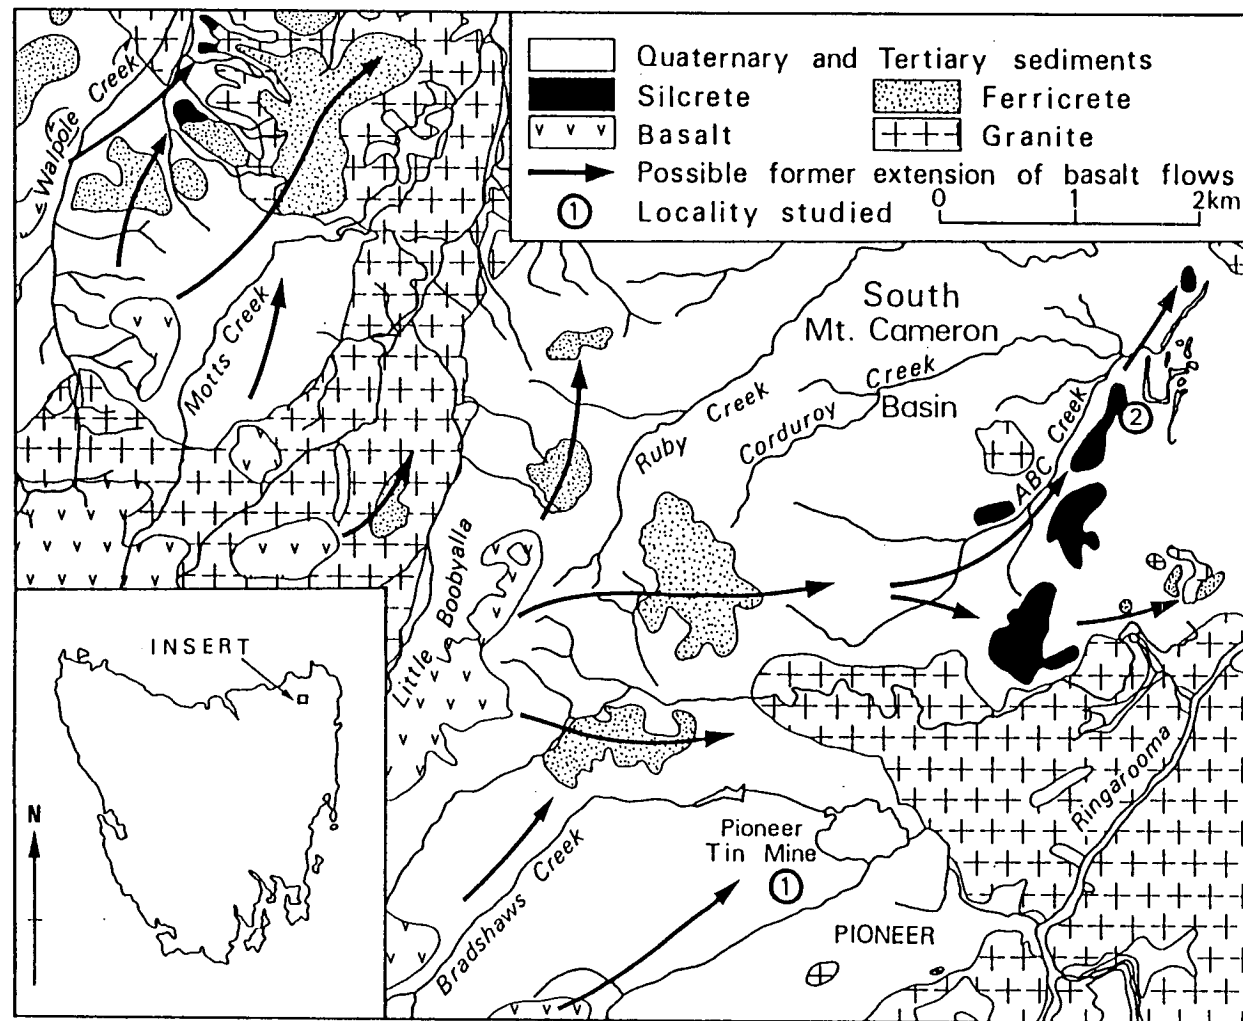 Quaternary and Tertiary sediments
Silcrete
Ferricrete
Basalt
Granite
Possible former extension of basalt flows
1 Locality studied
0 1 2km
Walpole Creek
Motts Creek
South
Mt. Cameron
Basin
Ruby Creek
Corduroy Creek
ABC Creek
2
Little Boobyalla
INSERT
N
Ringarooma
Bradshaws Creek
Pioneer
Tin Mine
1
PIONEER